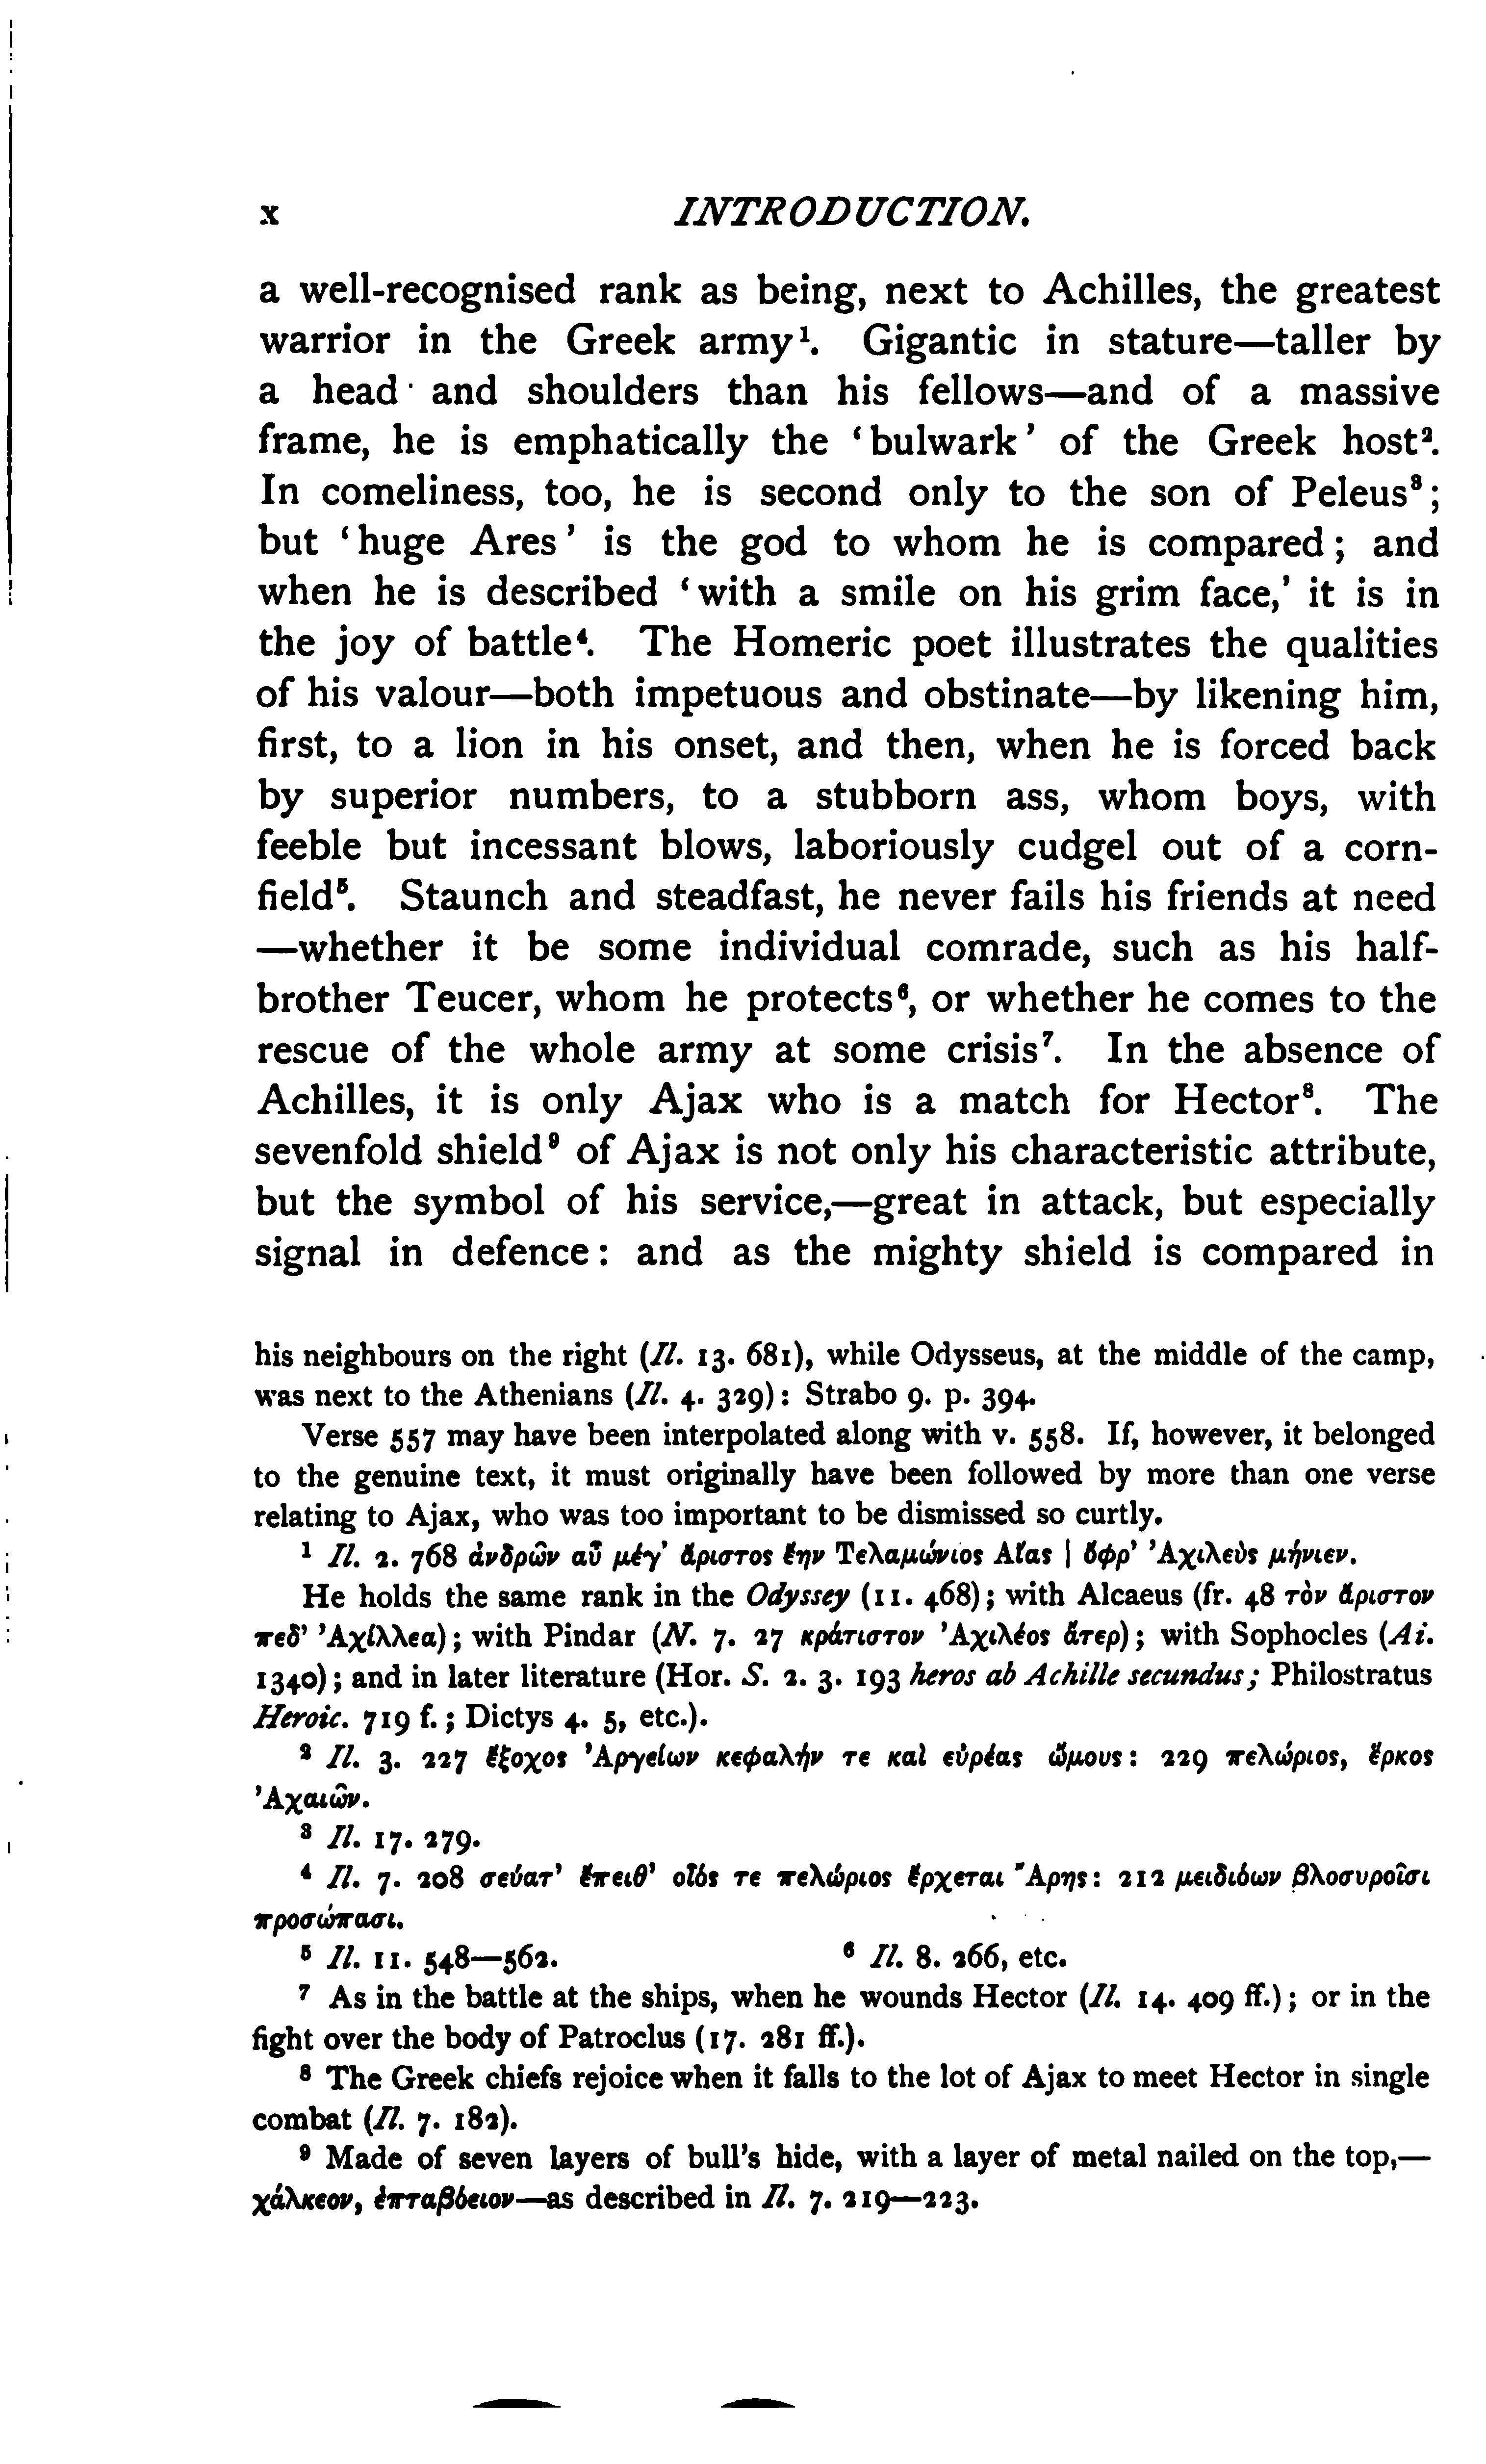 x INTRODUCTION.
a well-recognised rank as being, next to Achilles, the greatest
warrior in the Greek army¹. Gigantic in stature—taller by
a head and shoulders than his fellows—and of a massive
frame, he is emphatically the ‘bulwark’ of the Greek host².
In comeliness, too, he is second only to the son of Peleus³;
but ‘huge Ares’ is the god to whom he is compared; and
when he is described ‘with a smile on his grim face,’ it is in
the joy of battle⁴. The Homeric poet illustrates the qualities
of his valour—both impetuous and obstinate—by likening him,
first, to a lion in his onset, and then, when he is forced back
by superior numbers, to a stubborn ass, whom boys, with
feeble but incessant blows, laboriously cudgel out of a corn-
field⁵. Staunch and steadfast, he never fails his friends at need
—whether it be some individual comrade, such as his half-
brother Teucer, whom he protects⁶, or whether he comes to the
rescue of the whole army at some crisis⁷. In the absence of
Achilles, it is only Ajax who is a match for Hector⁸. The
sevenfold shield⁹ of Ajax is not only his characteristic attribute,
but the symbol of his service,—great in attack, but especially
signal in defence: and as the mighty shield is compared in
his neighbours on the right (Il. 13. 681), while Odysseus, at the middle of the camp,
was next to the Athenians (Il. 4. 329): Strabo 9. p. 394.
Verse 557 may have been interpolated along with v. 558. If, however, it belonged
to the genuine text, it must originally have been followed by more than one verse
relating to Ajax, who was too important to be dismissed so curtly.
¹ Il. 2. 768 ἀνδρῶν αὖ μέγ’ ἄριστος ἔην Τελαμώνιος Αἴας | ὄφρ’ Ἀχιλεὺς μήνιεν.
He holds the same rank in the Odyssey (11. 468); with Alcaeus (fr. 48 τὸν ἄριστον
πεδ’ Ἀχίλλεα); with Pindar (N. 7. 27 κράτιστον Ἀχιλέος ἄτερ); with Sophocles (Ai.
1340); and in later literature (Hor. S. 2. 3. 193 heros ab Achille secundus; Philostratus
Heroic. 719 f.; Dictys 4. 5, etc.).
² Il. 3. 227 ἔξοχος Ἀργείων κεφαλήν τε καὶ εὐρέας ὤμους: 229 πελώριος, ἕρκος
Ἀχαιῶν.
³ Il. 17. 279.
⁴ Il. 7. 208 σεύατ’ ἔπειθ’ οἷός τε πελώριος ἔρχεται Ἄρης: 212 μειδιόων βλοσυροῖσι
προσώπασι.
⁵ Il. 11. 548—562. ⁶ Il. 8. 266, etc.
⁷ As in the battle at the ships, when he wounds Hector (Il. 14. 409 ff.); or in the
fight over the body of Patroclus (17. 281 ff.).
⁸ The Greek chiefs rejoice when it falls to the lot of Ajax to meet Hector in single
combat (Il. 7. 182).
⁹ Made of seven layers of bull’s hide, with a layer of metal nailed on the top,—
χάλκεον, ἑπταβόειον—as described in Il. 7. 219—223.